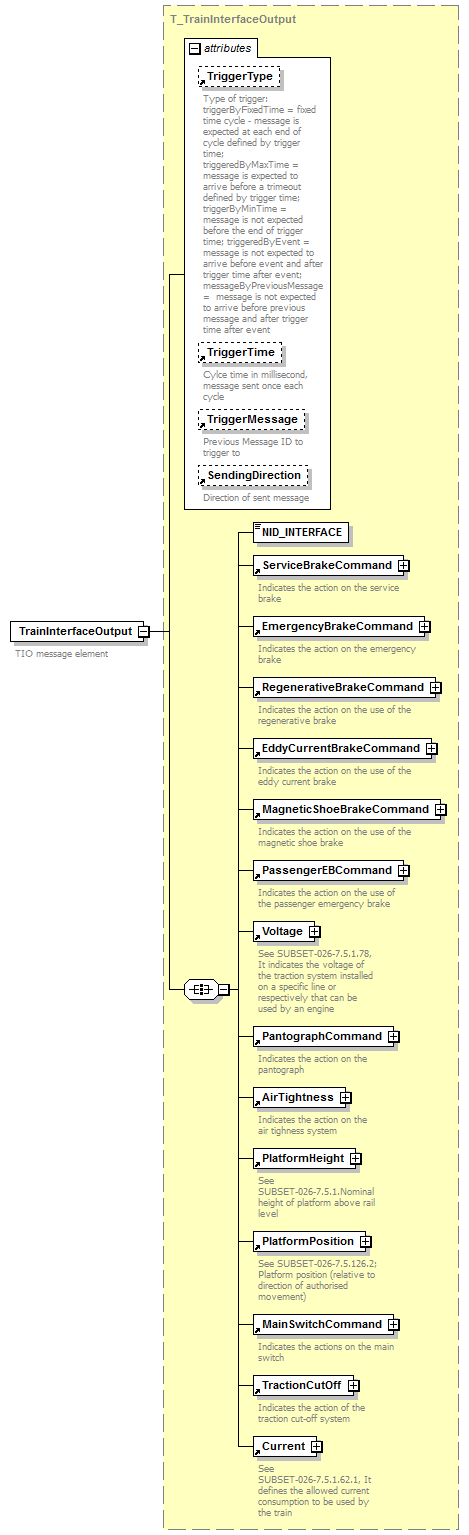 T_TrainInterfaceOutput
attributes
TriggerType
Type of trigger:
triggerByFixedTime = fixed
time cycle - message is
expected at each end of
cycle defined by trigger
time;
triggeredByMaxTime =
message is expected to
arrive before a trimeout
defined by trigger time;
triggerByMinTime =
message is not expected
before the end of trigger
time; triggeredByEvent =
message is not expected to
arrive before event and after
trigger time after event;
messageByPreviousMessage
= message is not expected
to arrive before previous
message and after trigger
time after event
TriggerTime
Cylce time in millisecond,
message sent once each
cycle
TriggerMessage
Previous Message ID to
trigger to
SendingDirection
Direction of sent message
TrainInterfaceOutput
TIO message element
NID_INTERFACE
ServiceBrakeCommand
Indicates the action on the service
brake
EmergencyBrakeCommand
Indicates the action on the emergency
brake
RegenerativeBrakeCommand
Indicates the action on the use of the
regenerative brake
EddyCurrentBrakeCommand
Indicates the action on the use of the
eddy current brake
MagneticShoeBrakeCommand
Indicates the action on the use of the
magnetic shoe brake
PassengerEBCommand
Indicates the action on the use of
the passenger emergency brake
Voltage
See SUBSET-026-7.5.1.78,
It indicates the voltage of
the traction system installed
on a specific line or
respectively that can be
used by an engine
PantographCommand
Indicates the action on the
pantograph
AirTightness
Indicates the action on the
air tighness system
PlatformHeight
See
SUBSET-026-7.5.1.Nominal
height of platform above rail
level
PlatformPosition
See SUBSET-026-7.5.126.2;
Platform position (relative to
direction of authorised
movement)
MainSwitchCommand
Indicates the actions on the main
switch
TractionCutOff
Indicates the action of the
traction cut-off system
Current
See
SUBSET-026-7.5.1.62.1, It
defines the allowed current
consumption to be used by
the train